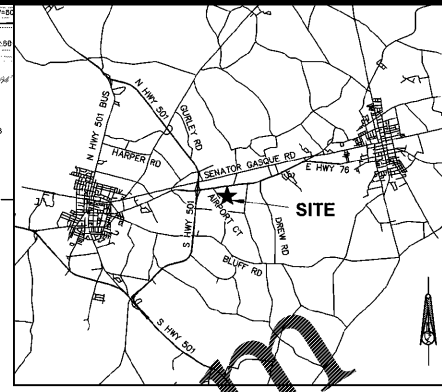 N HWY 501 BUS
N HWY 501
GURLEY RD
HARPER RD
SENATOR GASQUE RD
E HWY 76
SITE
AIRPORT CT
S HWY 501
DREW RD
BLUFF RD
S HWY 501
m